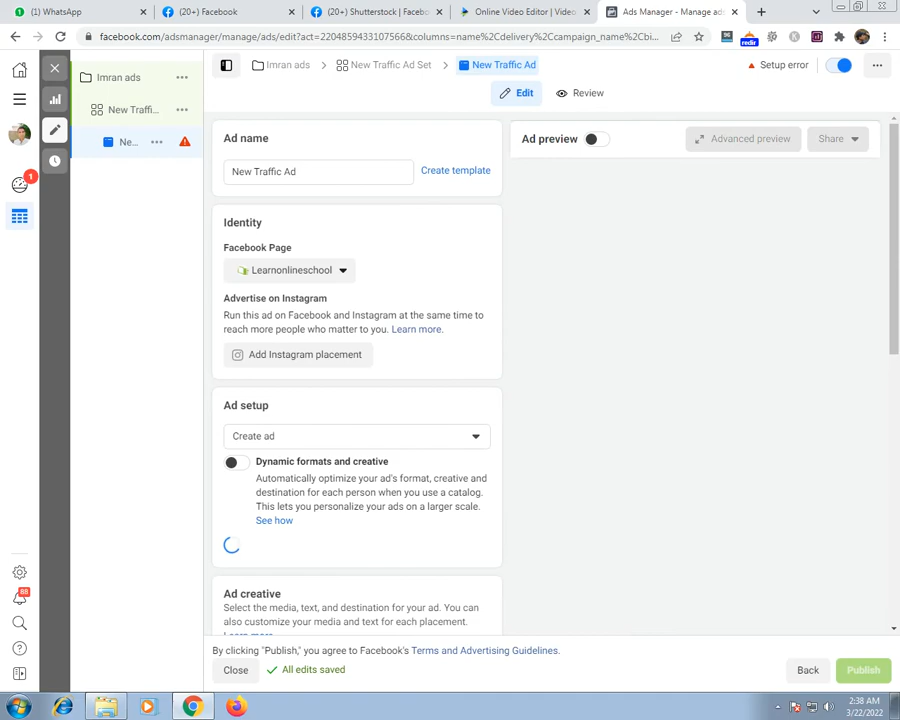 (1) WhatsApp
(20+) Facebook
(20+) Shutterstock | Facebo
Online Video Editor | Video
Ads Manager - Manage ads
facebook.com/adsmanager/manage/ads/edit?act=2204859433107566&columns=name%2Cdelivery%2Ccampaign_name%2Cbi...
redir
Imran ads
New Traffi...
Ne...
1
88
Imran ads
New Traffic Ad Set
New Traffic Ad
Setup error
Edit
Review
Ad name
New Traffic Ad
Create template
Identity
Facebook Page
Learnonlineschool
Advertise on Instagram
Run this ad on Facebook and Instagram at the same time to
reach more people who matter to you. Learn more.
Add Instagram placement
Ad setup
Create ad
Dynamic formats and creative
Automatically optimize your ad's format, creative and
destination for each person when you use a catalog.
This lets you personalize your ads on a larger scale.
See how
Ad creative
Select the media, text, and destination for your ad. You can
also customize your media and text for each placement.
Learn more
Ad preview
Advanced preview
Share
By clicking "Publish," you agree to Facebook's Terms and Advertising Guidelines.
Close
All edits saved
Back
Publish
2:38 AM
3/22/2022